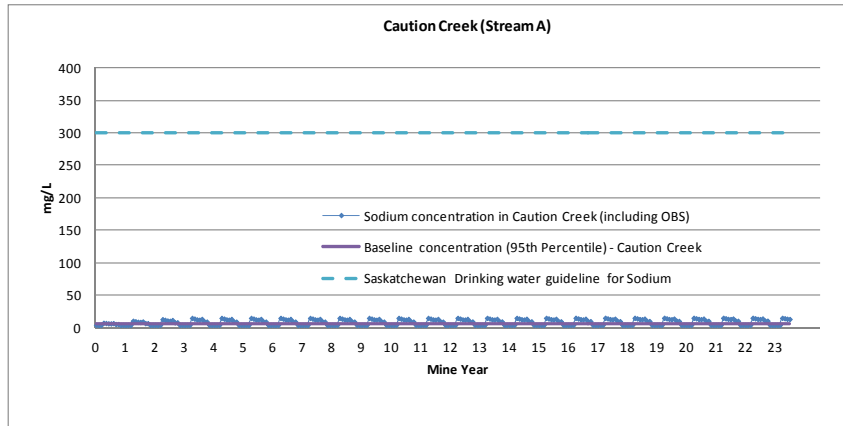 Caution Creek (Stream A)
400
350
300
250
200
150
100
50
0
mg/L
Sodium concentration in Caution Creek (including OBS)
Baseline concentration (95th Percentile) - Caution Creek
Saskatchewan Drinking water guideline for Sodium
0 1 2 3 4 5 6 7 8 9 10 11 12 13 14 15 16 17 18 19 20 21 22 23
Mine Year